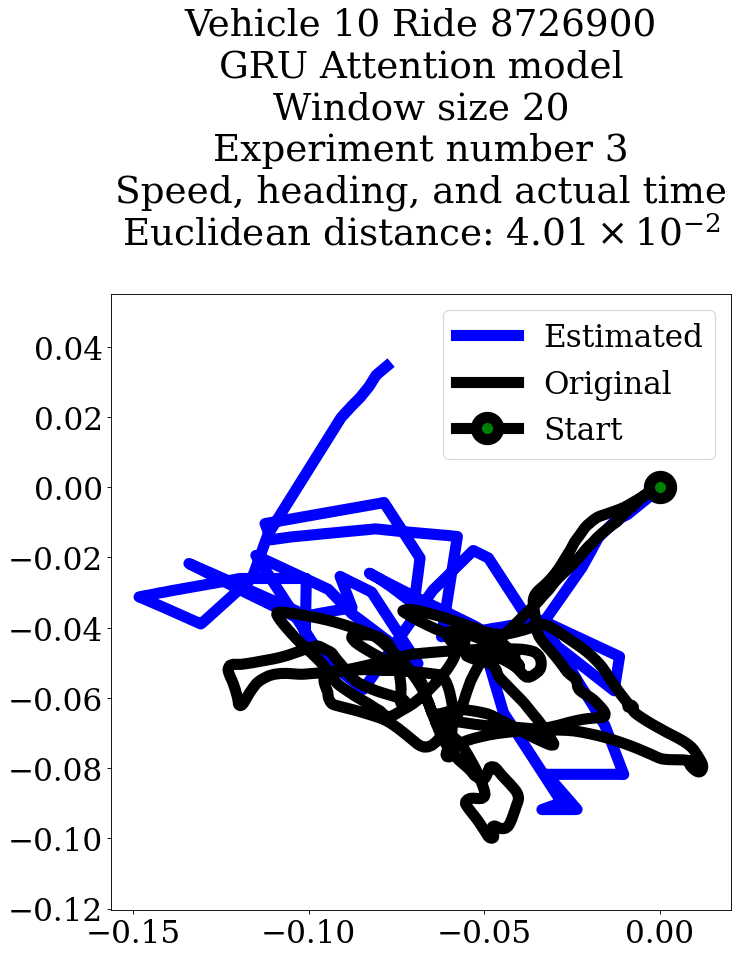 Vehicle 10 Ride 8726900
GRU Attention model
Window size 20
Experiment number 3
Speed, heading, and actual time
Euclidean distance: 4.01 × 10⁻²
Estimated
Original
Start
0.04
0.02
0.00
−0.02
−0.04
−0.06
−0.08
−0.10
−0.12
−0.15
−0.10
−0.05
0.00